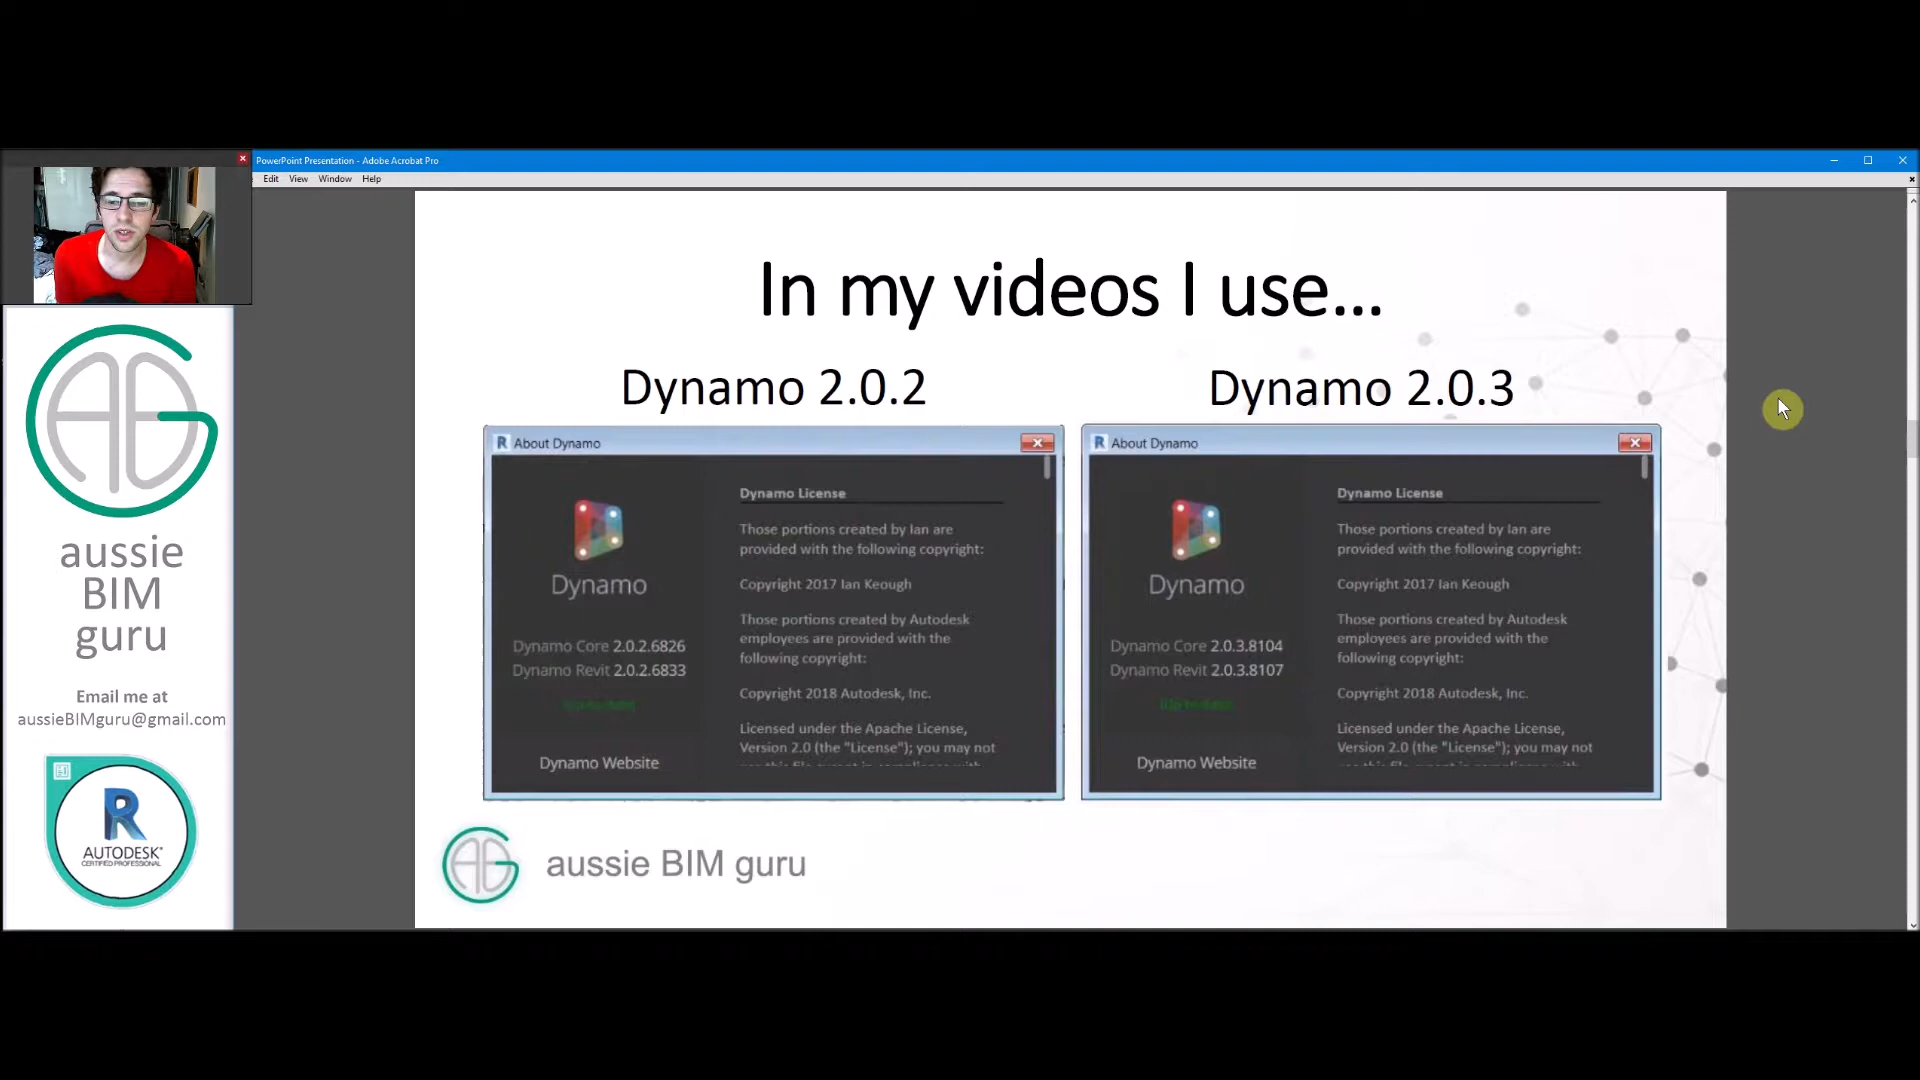 PowerPoint Presentation - Adobe Acrobat Pro
Edit View Window Help
In my videos I use...
Dynamo 2.0.2
Dynamo 2.0.3
About Dynamo
Dynamo
Dynamo Core 2.0.2.6826
Dynamo Revit 2.0.2.6833
Dynamo Website
Dynamo License
Those portions created by Ian are
provided with the following copyright:
Copyright 2017 Ian Keough
Those portions created by Autodesk
employees are provided with the
following copyright:
Copyright 2018 Autodesk, Inc.
Licensed under the Apache License,
Version 2.0 (the "License"); you may not
About Dynamo
Dynamo
Dynamo Core 2.0.3.8104
Dynamo Revit 2.0.3.8107
Dynamo Website
Dynamo License
Those portions created by Ian are
provided with the following copyright:
Copyright 2017 Ian Keough
Those portions created by Autodesk
employees are provided with the
following copyright:
Copyright 2018 Autodesk, Inc.
Licensed under the Apache License,
Version 2.0 (the "License"); you may not
aussie BIM guru
aussie
BIM
guru
Email me at
aussieBIMguru@gmail.com
R
AUTODESK
CERTIFIED PROFESSIONAL